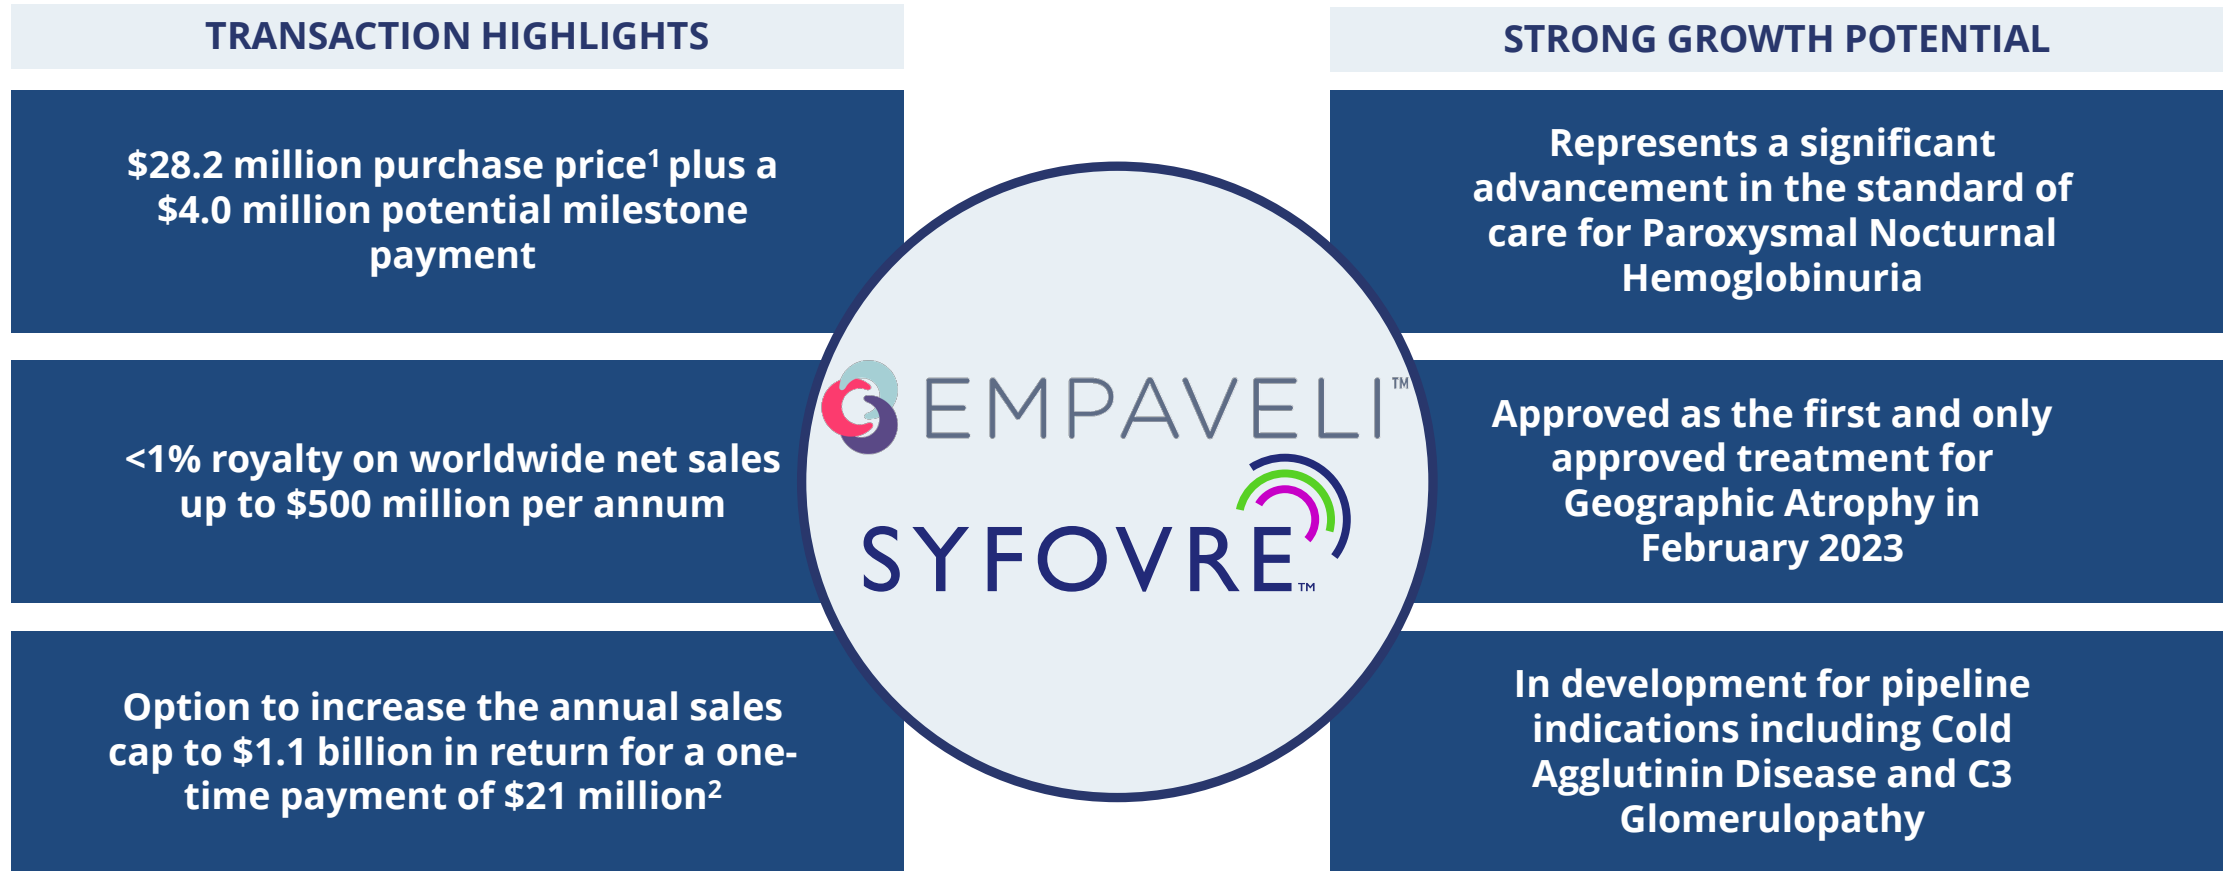 TRANSACTION HIGHLIGHTS
$28.2 million purchase price¹ plus a
$4.0 million potential milestone
payment
<1% royalty on worldwide net sales
up to $500 million per annum
Option to increase the annual sales
cap to $1.1 billion in return for a one-
time payment of $21 million²
EMPAVELI™
SYFOVRE™
STRONG GROWTH POTENTIAL
Represents a significant
advancement in the standard of
care for Paroxysmal Nocturnal
Hemoglobinuria
Approved as the first and only
approved treatment for
Geographic Atrophy in
February 2023
In development for pipeline
indications including Cold
Agglutinin Disease and C3
Glomerulopathy